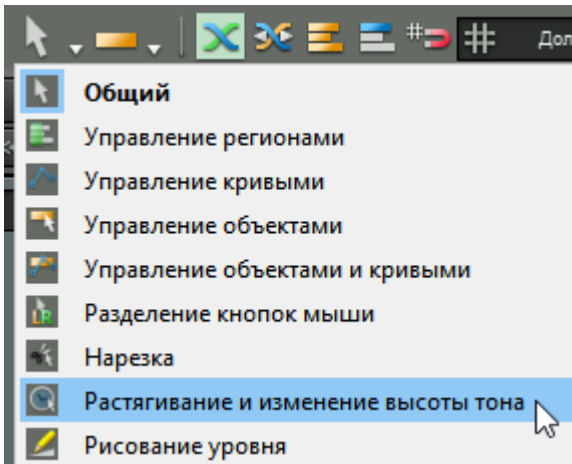 Дол
Общий
Управление регионами
Управление кривыми
Управление объектами
Управление объектами и кривыми
Разделение кнопок мыши
Нарезка
Растягивание и изменение высоты тона
Рисование уровня